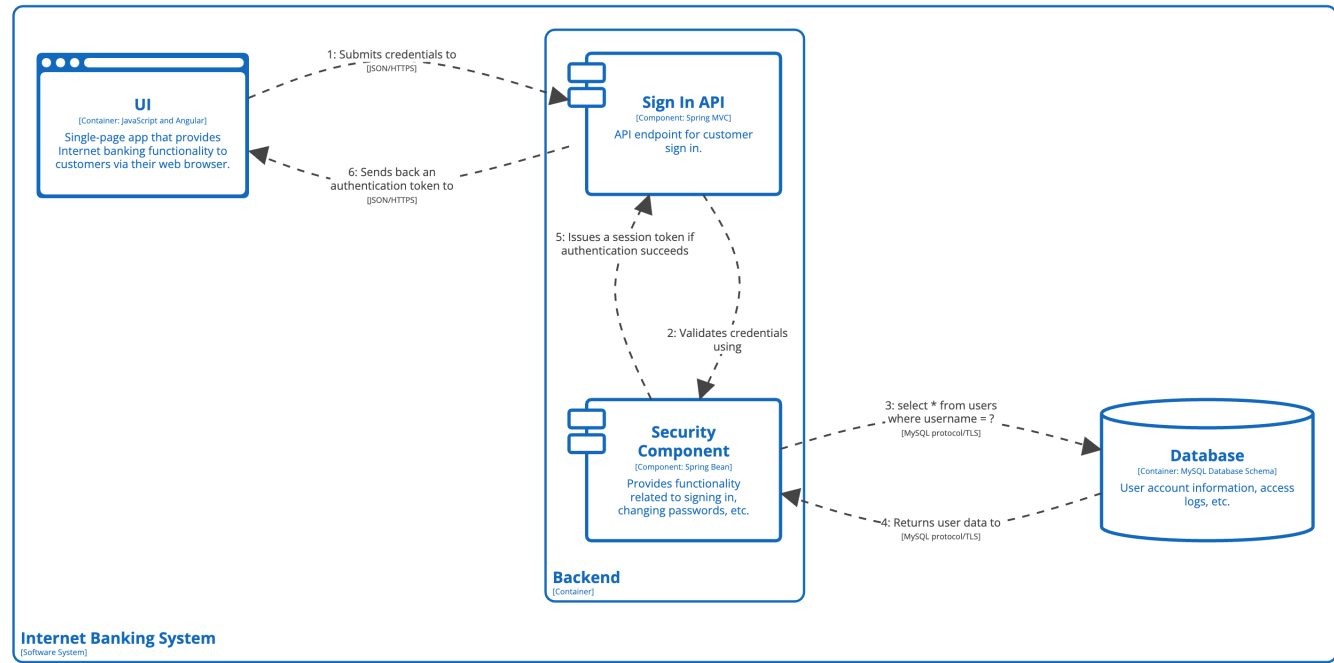 1: Submits credentials to
[JSON/HTTPS]
UI
[Container: JavaScript and Angular]
Single-page app that provides
Internet banking functionality to
customers via their web browser.
Sign In API
[Component: Spring MVC]
API endpoint for customer
sign in.
6: Sends back an
authentication token to
[JSON/HTTPS]
5: Issues a session token if
authentication succeeds
2: Validates credentials
using
Security
Component
[Component: Spring Bean]
Provides functionality
related to signing in,
changing passwords, etc.
3: select * from users
where username = ?
[MySQL protocol/TLS]
Database
[Container: MySQL Database Schema]
User account information, access
logs, etc.
4: Returns user data to
[MySQL protocol/TLS]
Backend
[Container]
Internet Banking System
[Software System]